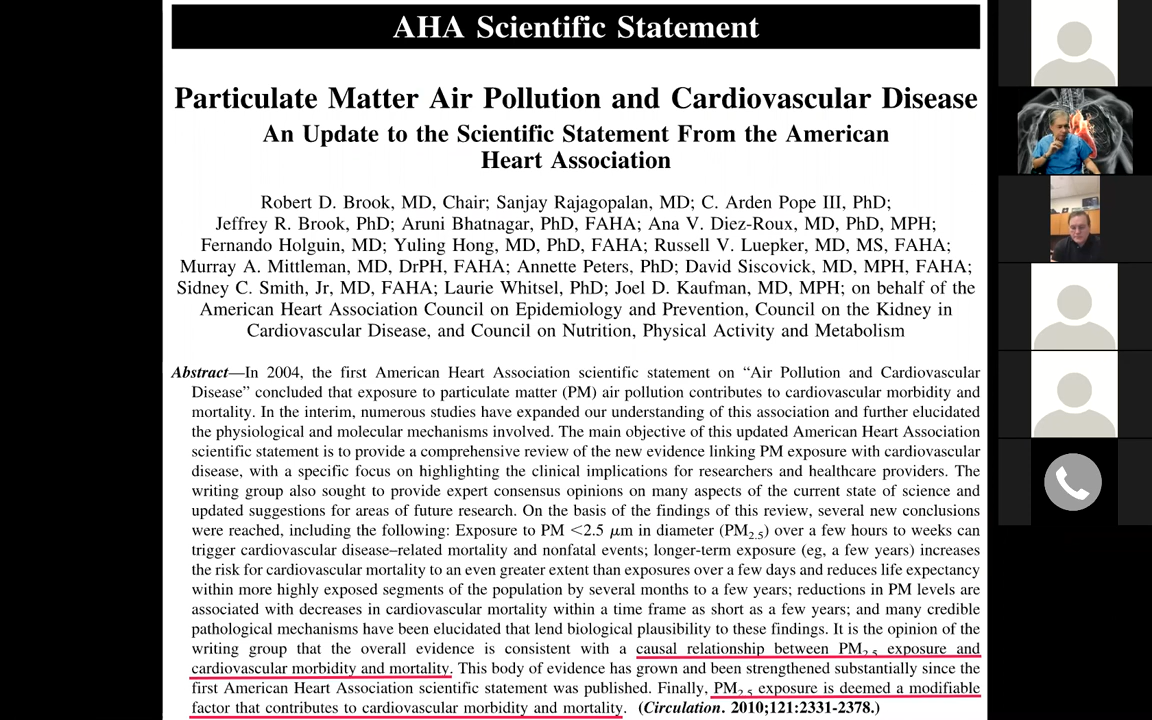 AHA Scientific Statement
Particulate Matter Air Pollution and Cardiovascular Disease
An Update to the Scientific Statement From the American
Heart Association
Robert D. Brook, MD, Chair; Sanjay Rajagopalan, MD; C. Arden Pope III, PhD;
Jeffrey R. Brook, PhD; Aruni Bhatnagar, PhD, FAHA; Ana V. Diez-Roux, MD, PhD, MPH;
Fernando Holguin, MD; Yuling Hong, MD, PhD, FAHA; Russell V. Luepker, MD, MS, FAHA;
Murray A. Mittleman, MD, DrPH, FAHA; Annette Peters, PhD; David Siscovick, MD, MPH, FAHA;
Sidney C. Smith, Jr, MD, FAHA; Laurie Whitsel, PhD; Joel D. Kaufman, MD, MPH; on behalf of the
American Heart Association Council on Epidemiology and Prevention, Council on the Kidney in
Cardiovascular Disease, and Council on Nutrition, Physical Activity and Metabolism
Abstract—In 2004, the first American Heart Association scientific statement on “Air Pollution and Cardiovascular
Disease” concluded that exposure to particulate matter (PM) air pollution contributes to cardiovascular morbidity and
mortality. In the interim, numerous studies have expanded our understanding of this association and further elucidated
the physiological and molecular mechanisms involved. The main objective of this updated American Heart Association
scientific statement is to provide a comprehensive review of the new evidence linking PM exposure with cardiovascular
disease, with a specific focus on highlighting the clinical implications for researchers and healthcare providers. The
writing group also sought to provide expert consensus opinions on many aspects of the current state of science and
updated suggestions for areas of future research. On the basis of the findings of this review, several new conclusions
were reached, including the following: Exposure to PM <2.5 μm in diameter (PM2.5) over a few hours to weeks can
trigger cardiovascular disease–related mortality and nonfatal events; longer-term exposure (eg, a few years) increases
the risk for cardiovascular mortality to an even greater extent than exposures over a few days and reduces life expectancy
within more highly exposed segments of the population by several months to a few years; reductions in PM levels are
associated with decreases in cardiovascular mortality within a time frame as short as a few years; and many credible
pathological mechanisms have been elucidated that lend biological plausibility to these findings. It is the opinion of the
writing group that the overall evidence is consistent with a causal relationship between PM2.5 exposure and
cardiovascular morbidity and mortality. This body of evidence has grown and been strengthened substantially since the
first American Heart Association scientific statement was published. Finally, PM2.5 exposure is deemed a modifiable
factor that contributes to cardiovascular morbidity and mortality. (Circulation. 2010;121:2331-2378.)